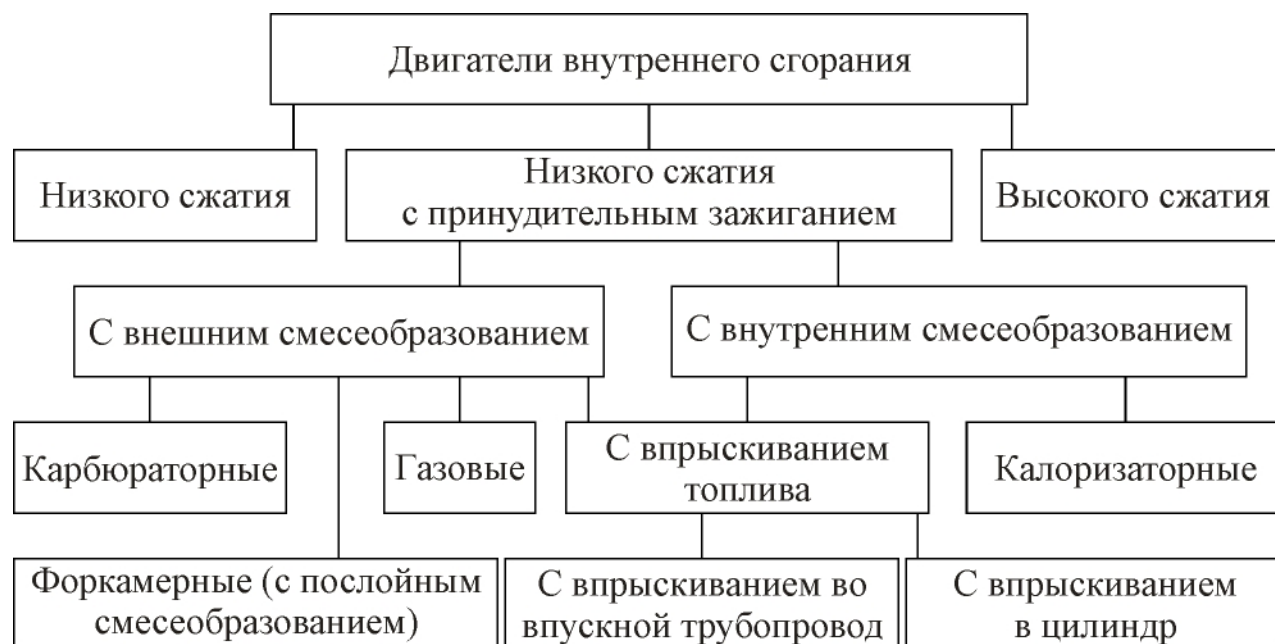 Двигатели внутреннего сгорания
Низкого сжатия
Низкого сжатия
с принудительным зажиганием
Высокого сжатия
С внешним смесеобразованием
С внутренним смесеобразованием
Карбюраторные
Газовые
С впрыскиванием
топлива
Калоризаторные
Форкамерные (с послойным
смесеобразованием)
С впрыскиванием во
впускной трубопровод
С впрыскиванием
в цилиндр